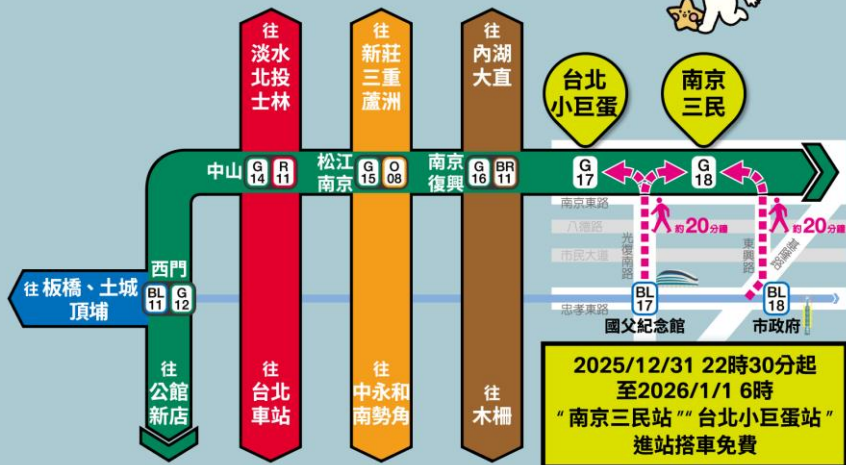 往
淡水
北投
士林
往
新莊
三重
蘆洲
往
內湖
大直
台北
小巨蛋
南京
三民
中山
G
14
R
11
松江
南京
G
15
O
08
南京
復興
G
16
BR
11
G
17
G
18
南京東路
八德路
市民大道
光復南路
約20分鐘
東興路
基隆路
約20分鐘
西門
往 板橋、土城
頂埔
BL
11
G
12
忠孝東路
BL
17
國父紀念館
BL
18
市政府
往
公館
新店
往
台北
車站
往
中永和
南勢角
往
木柵
2025/12/31 22時30分起
至2026/1/1 6時
"南京三民站""台北小巨蛋站"
進站搭車免費